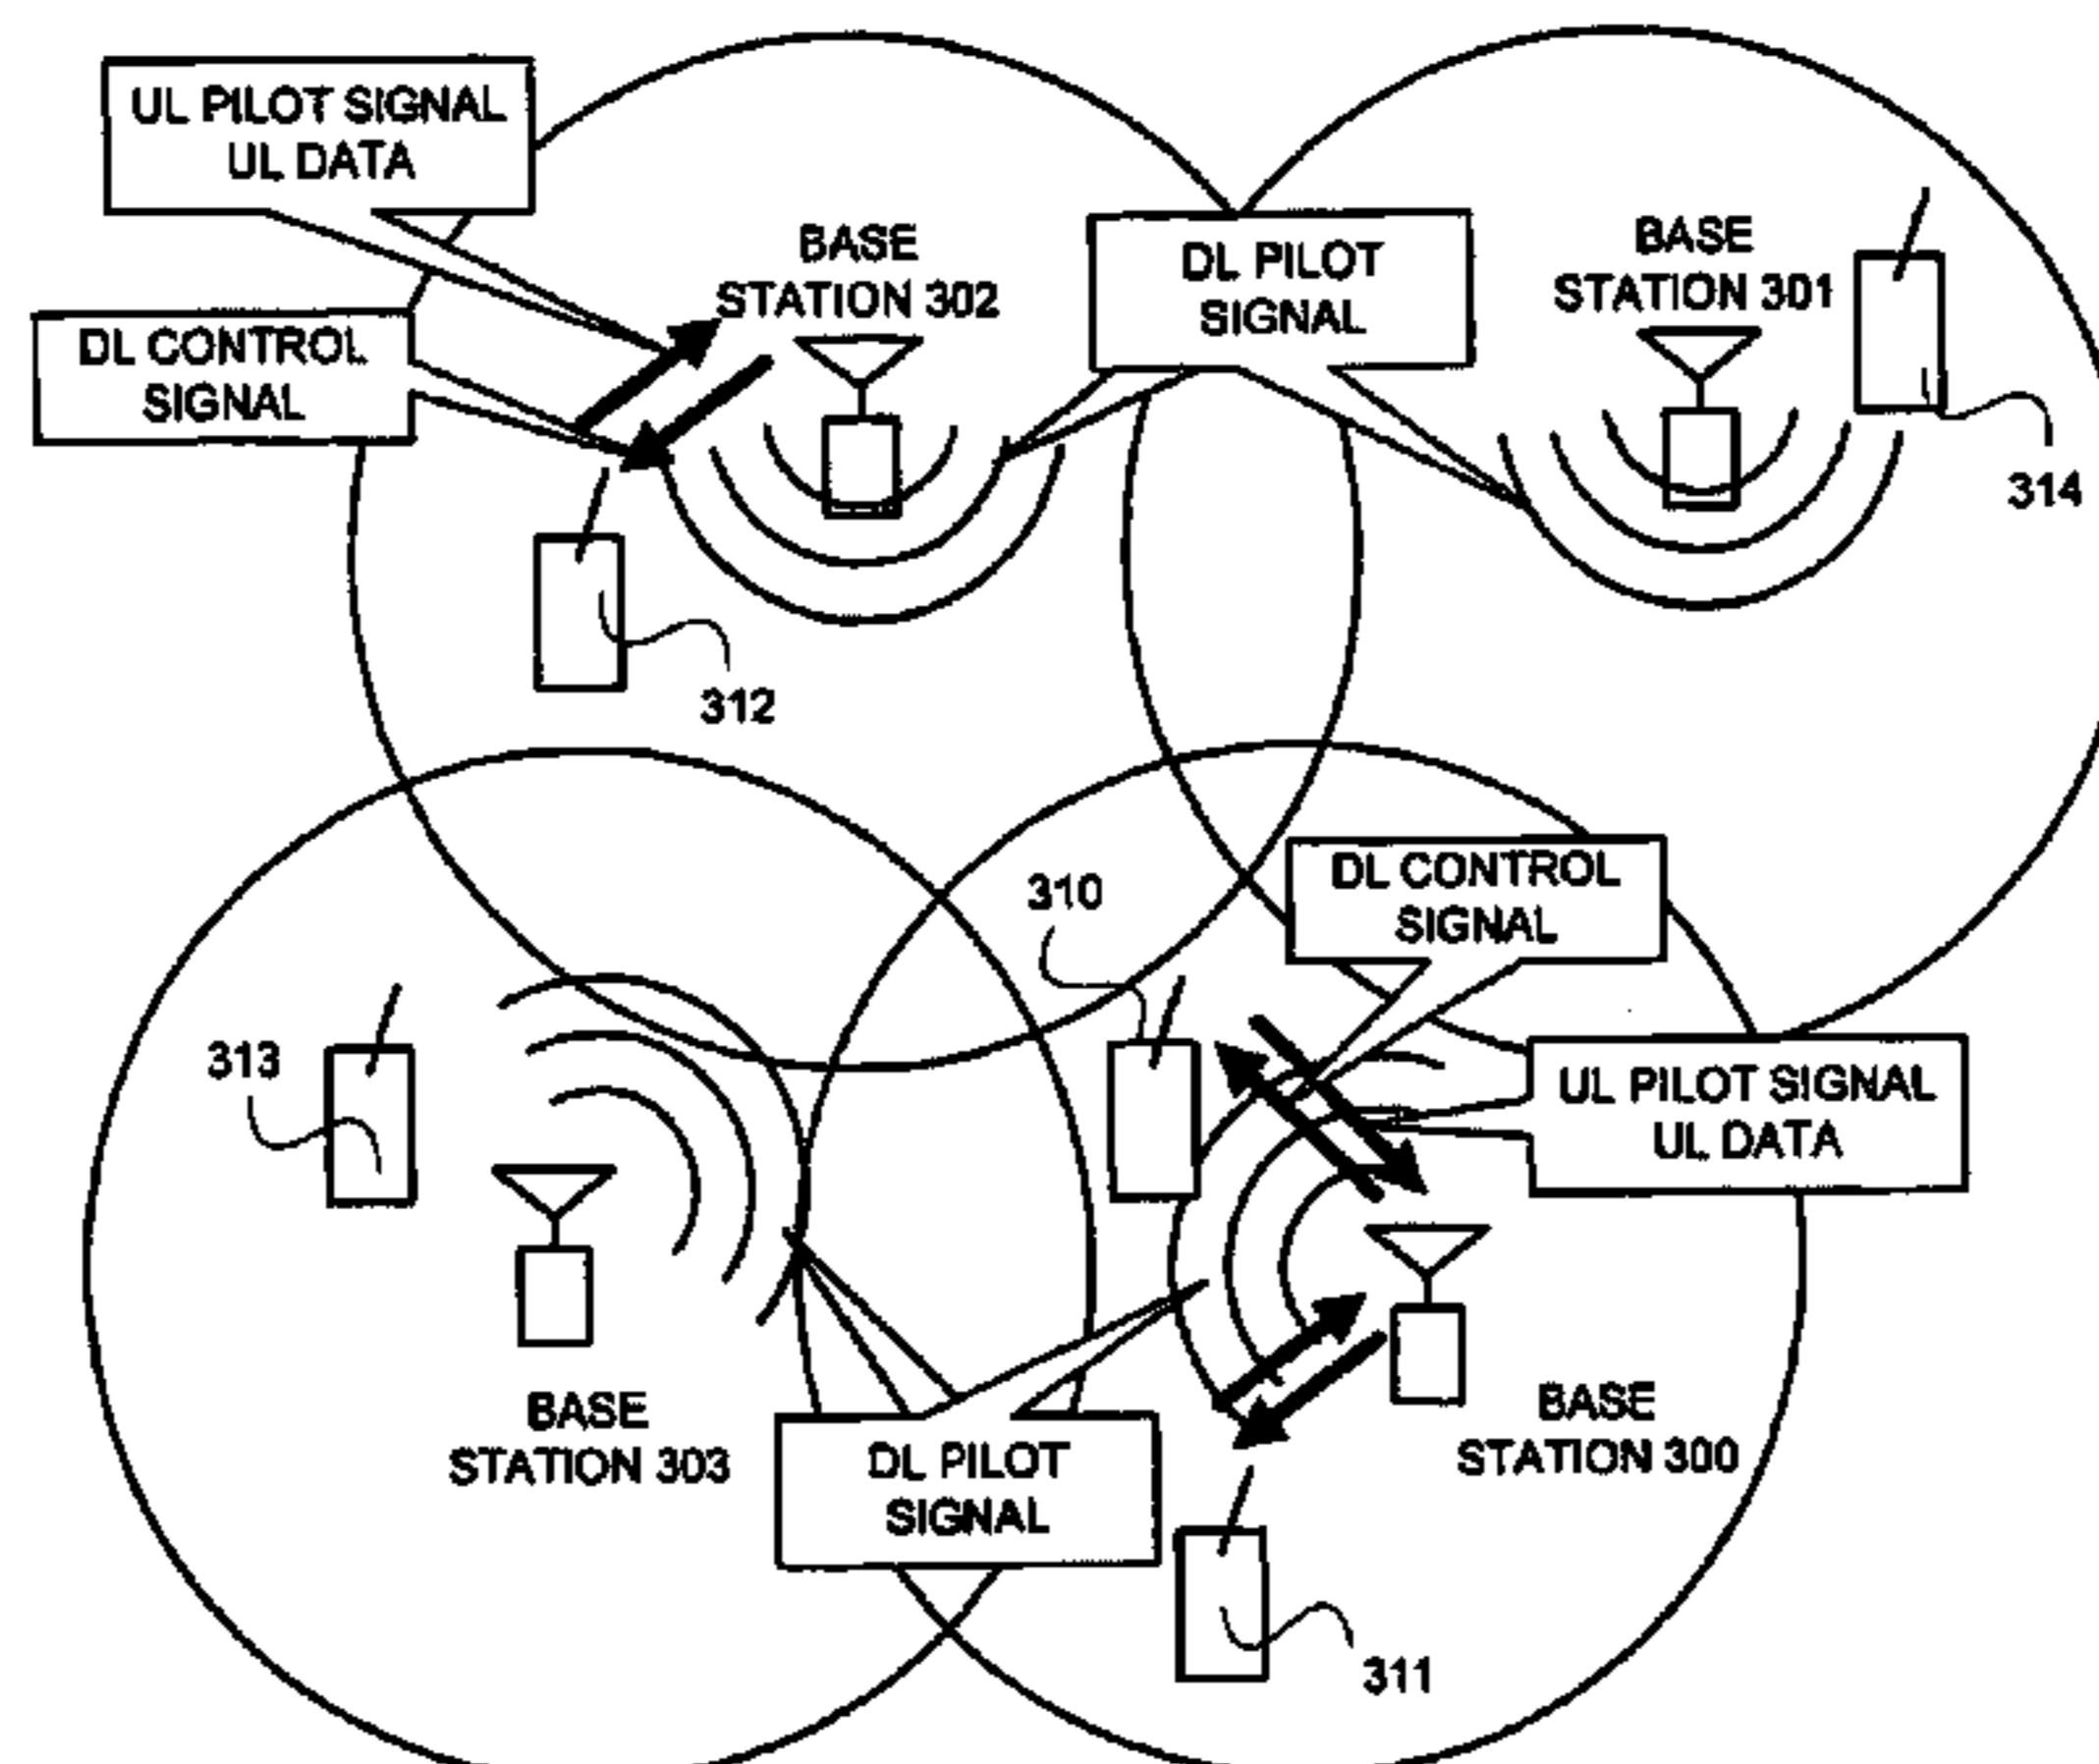 UL PILOT SIGNAL
UL DATA
DL CONTROL
SIGNAL
BASE
STATION 302
DL PILOT
SIGNAL
BASE
STATION 301
314
312
310
DL CONTROL
SIGNAL
313
UL PILOT SIGNAL
UL DATA
BASE
STATION 303
DL PILOT
SIGNAL
BASE
STATION 300
311